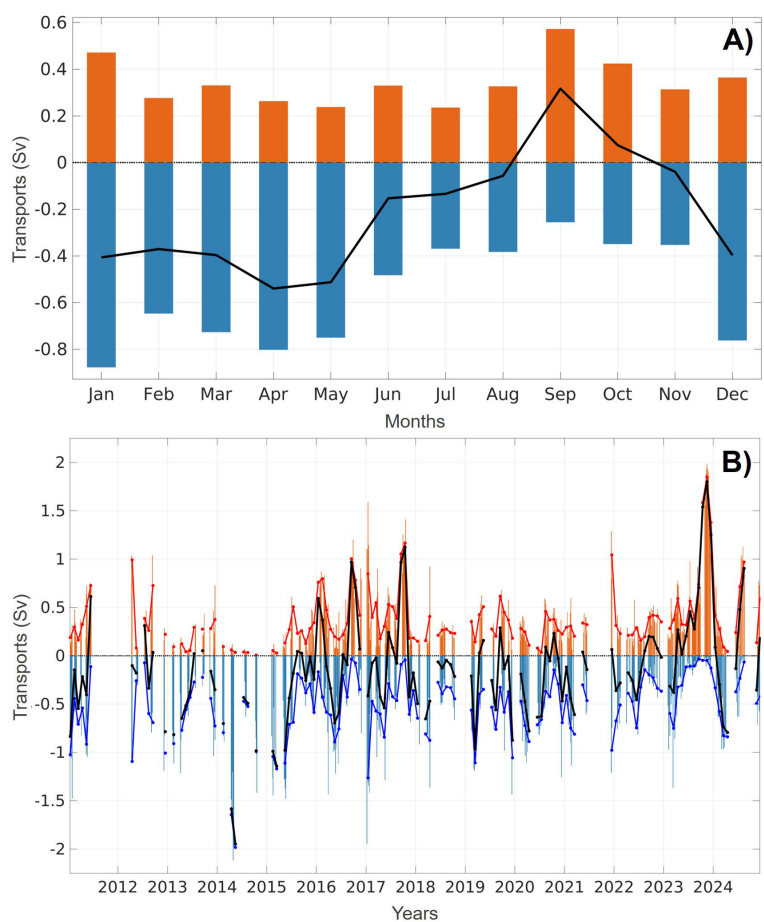 A)
0.6
0.4
0.2
0
-0.2
-0.4
-0.6
-0.8
Transports (Sv)
Jan Feb Mar Apr May Jun Jul Aug Sep Oct Nov Dec
Months
B)
2
1.5
1
0.5
0
-0.5
-1
-1.5
-2
Transports (Sv)
2012 2013 2014 2015 2016 2017 2018 2019 2020 2021 2022 2023 2024
Years